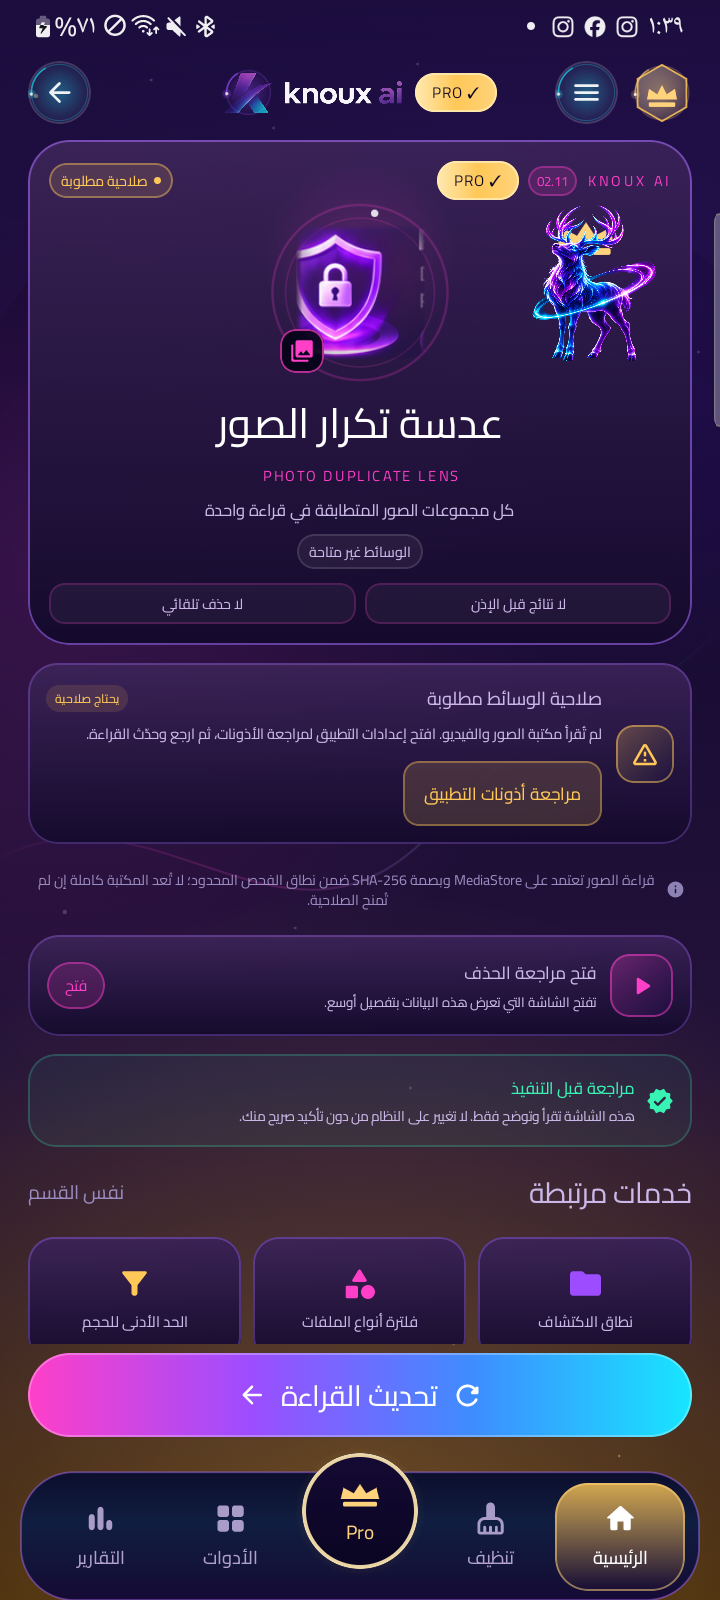 ١:٣٩
%٧١
knoux ai
PRO ✓
KNOUX AI
02.11
PRO ✓
صلاحية مطلوبة
عدسة تكرار الصور
PHOTO DUPLICATE LENS
كل مجموعات الصور المتطابقة في قراءة واحدة
الوسائط غير متاحة
لا نتائج قبل الإذن
لا حذف تلقائي
صلاحية الوسائط مطلوبة
يحتاج صلاحية
لم تُقرأ مكتبة الصور والفيديو. افتح إعدادات التطبيق لمراجعة الأذونات، ثم ارجع وحدّث القراءة.
مراجعة أذونات التطبيق
قراءة الصور تعتمد على MediaStore وبصمة SHA-256 ضمن نطاق الفحص المحدود؛ لا تُعد المكتبة كاملة إن لم
تُمنح الصلاحية.
فتح مراجعة الحذف
تفتح الشاشة التي تعرض هذه البيانات بتفصيل أوسع.
فتح
مراجعة قبل التنفيذ
هذه الشاشة تقرأ وتوضح فقط. لا تغيير على النظام من دون تأكيد صريح منك.
خدمات مرتبطة
نفس القسم
نطاق الاكتشاف
فلترة أنواع الملفات
الحد الأدنى للحجم
تحديث القراءة
الرئيسية
تنظيف
Pro
الأدوات
التقارير